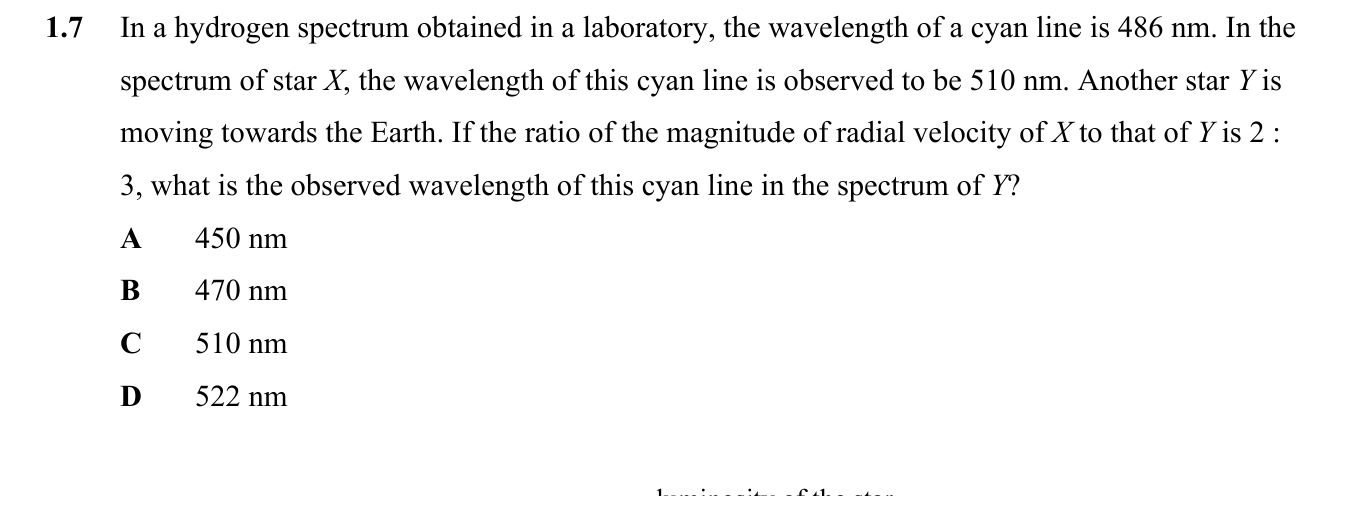 1.7 In a hydrogen spectrum obtained in a laboratory, the wavelength of a cyan line is 486 nm. In the
spectrum of star X, the wavelength of this cyan line is observed to be 510 nm. Another star Y is
moving towards the Earth. If the ratio of the magnitude of radial velocity of X to that of Y is 2 :
3, what is the observed wavelength of this cyan line in the spectrum of Y?
A 450 nm
B 470 nm
C 510 nm
D 522 nm
luminosity of the star